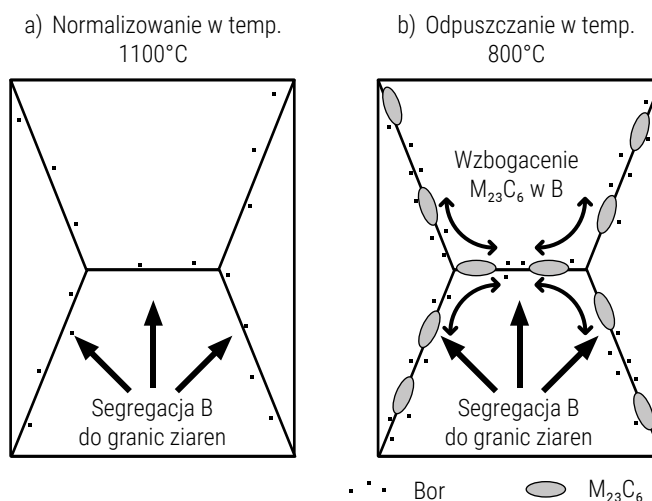 a) Normalizowanie w temp.
1100°C
b) Odpuszczanie w temp.
800°C
Wzbogacenie
M₂₃C₆ w B
Segregacja B
do granic ziaren
Segregacja B
do granic ziaren
Bor
M₂₃C₆